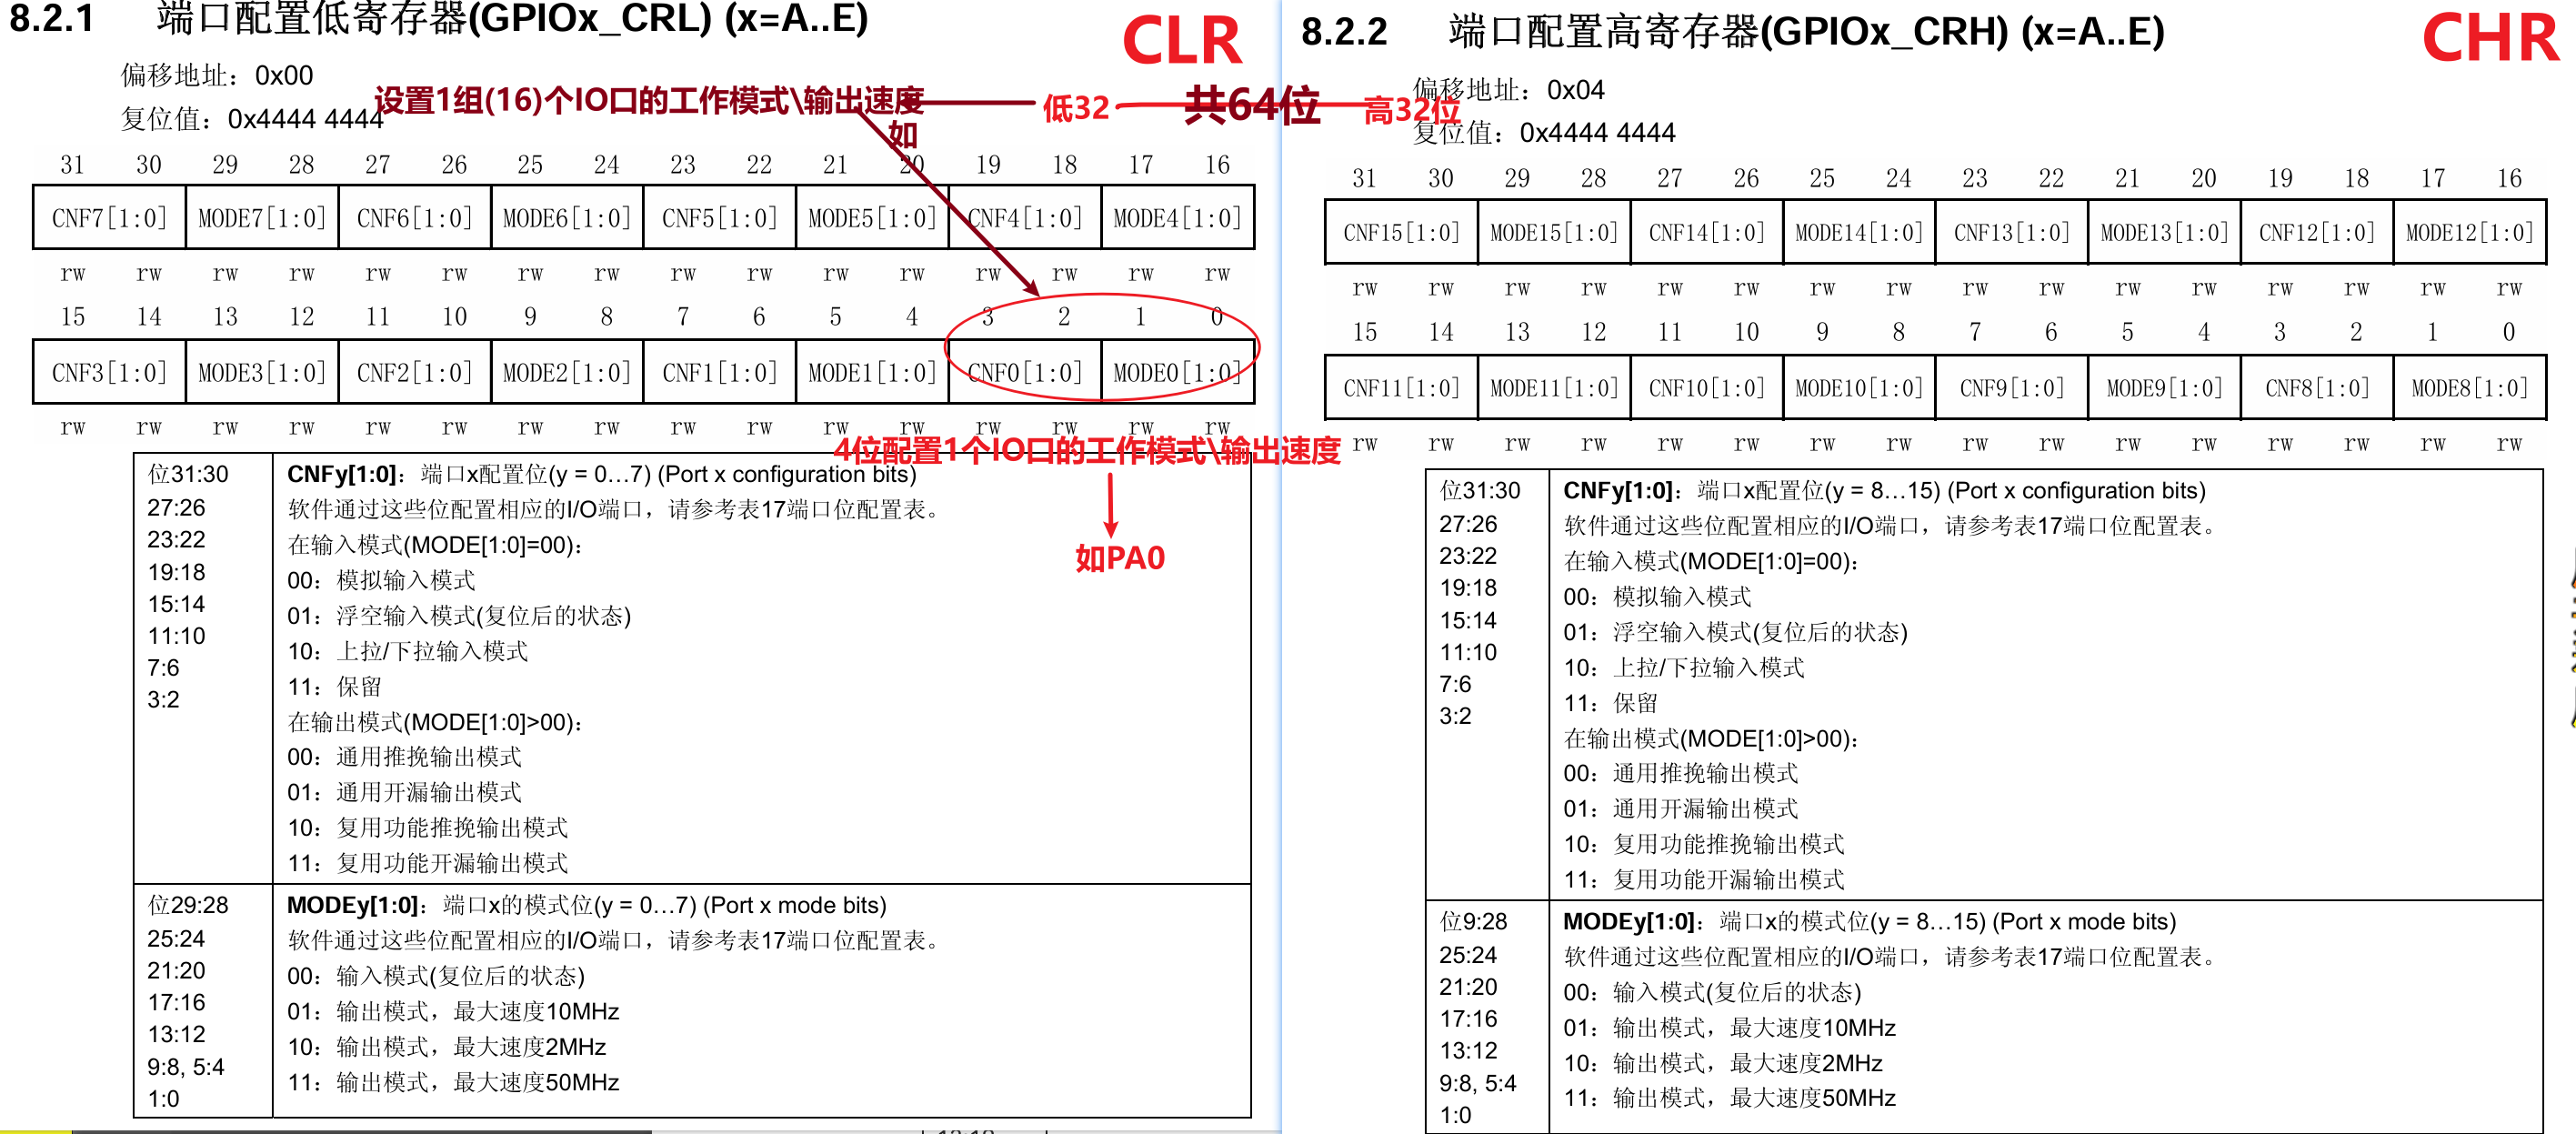 8.2.1 端口配置低寄存器(GPIOx_CRL) (x=A..E)
CLR
偏移地址：0x00
设置1组(16)个IO口的工作模式\输出速度
低32
共64位
高32位
复位值：0x4444 4444
如
31 30 29 28 27 26 25 24 23 22 21 20 19 18 17 16
CNF7[1:0] MODE7[1:0] CNF6[1:0] MODE6[1:0] CNF5[1:0] MODE5[1:0] CNF4[1:0] MODE4[1:0]
rw rw rw rw rw rw rw rw rw rw rw rw rw rw rw rw
15 14 13 12 11 10 9 8 7 6 5 4 3 2 1 0
CNF3[1:0] MODE3[1:0] CNF2[1:0] MODE2[1:0] CNF1[1:0] MODE1[1:0] CNF0[1:0] MODE0[1:0]
rw rw rw rw rw rw rw rw rw rw rw rw rw rw rw rw
4位配置1个IO口的工作模式\输出速度
如PA0
位31:30
27:26
23:22
19:18
15:14
11:10
7:6
3:2
CNFy[1:0]：端口x配置位(y = 0…7) (Port x configuration bits)
软件通过这些位配置相应的I/O端口，请参考表17端口位配置表。
在输入模式(MODE[1:0]=00)：
00：模拟输入模式
01：浮空输入模式(复位后的状态)
10：上拉/下拉输入模式
11：保留
在输出模式(MODE[1:0]>00)：
00：通用推挽输出模式
01：通用开漏输出模式
10：复用功能推挽输出模式
11：复用功能开漏输出模式
位29:28
25:24
21:20
17:16
13:12
9:8, 5:4
1:0
MODEy[1:0]：端口x的模式位(y = 0…7) (Port x mode bits)
软件通过这些位配置相应的I/O端口，请参考表17端口位配置表。
00：输入模式(复位后的状态)
01：输出模式，最大速度10MHz
10：输出模式，最大速度2MHz
11：输出模式，最大速度50MHz
8.2.2 端口配置高寄存器(GPIOx_CRH) (x=A..E)
CHR
偏移地址：0x04
复位值：0x4444 4444
31 30 29 28 27 26 25 24 23 22 21 20 19 18 17 16
CNF15[1:0] MODE15[1:0] CNF14[1:0] MODE14[1:0] CNF13[1:0] MODE13[1:0] CNF12[1:0] MODE12[1:0]
rw rw rw rw rw rw rw rw rw rw rw rw rw rw rw rw
15 14 13 12 11 10 9 8 7 6 5 4 3 2 1 0
CNF11[1:0] MODE11[1:0] CNF10[1:0] MODE10[1:0] CNF9[1:0] MODE9[1:0] CNF8[1:0] MODE8[1:0]
rw rw rw rw rw rw rw rw rw rw rw rw rw rw rw rw
位31:30
27:26
23:22
19:18
15:14
11:10
7:6
3:2
CNFy[1:0]：端口x配置位(y = 8…15) (Port x configuration bits)
软件通过这些位配置相应的I/O端口，请参考表17端口位配置表。
在输入模式(MODE[1:0]=00)：
00：模拟输入模式
01：浮空输入模式(复位后的状态)
10：上拉/下拉输入模式
11：保留
在输出模式(MODE[1:0]>00)：
00：通用推挽输出模式
01：通用开漏输出模式
10：复用功能推挽输出模式
11：复用功能开漏输出模式
位9:28
25:24
21:20
17:16
13:12
9:8, 5:4
1:0
MODEy[1:0]：端口x的模式位(y = 8…15) (Port x mode bits)
软件通过这些位配置相应的I/O端口，请参考表17端口位配置表。
00：输入模式(复位后的状态)
01：输出模式，最大速度10MHz
10：输出模式，最大速度2MHz
11：输出模式，最大速度50MHz